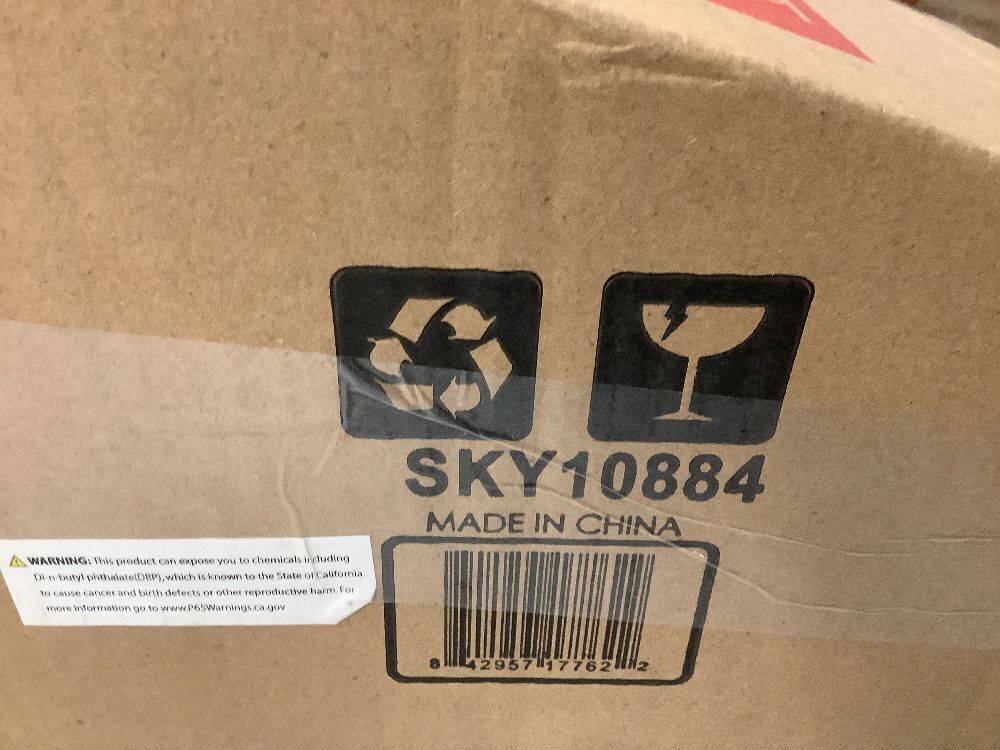 SKY10884
MADE IN CHINA
WARNING: This product can expose you to chemicals including
Di-n-butyl phthalate(DBP), which is known to the State of California
to cause cancer and birth defects or other reproductive harm. For
more information go to www.P65Warnings.ca.gov
8 42957 17762 2